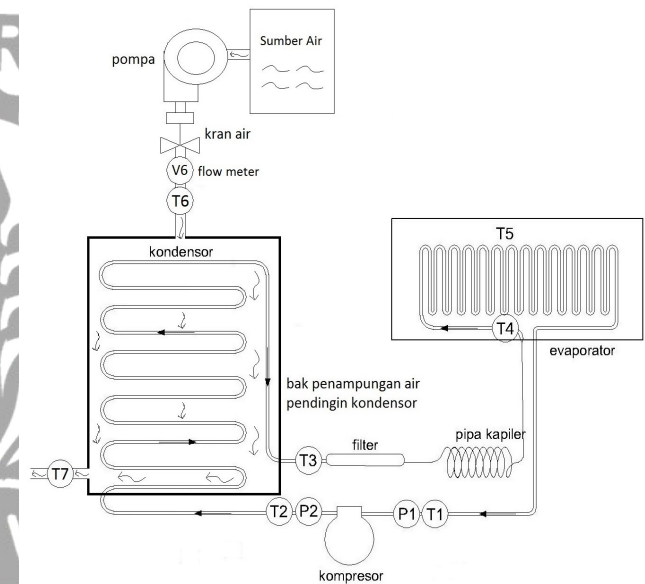 Sumber Air
pompa
kran air
V6 flow meter
T6
kondensor
T5
T4
evaporator
bak penampungan air
pendingin kondensor
pipa kapiler
filter
T3
T7
T2 P2 P1 T1
kompresor